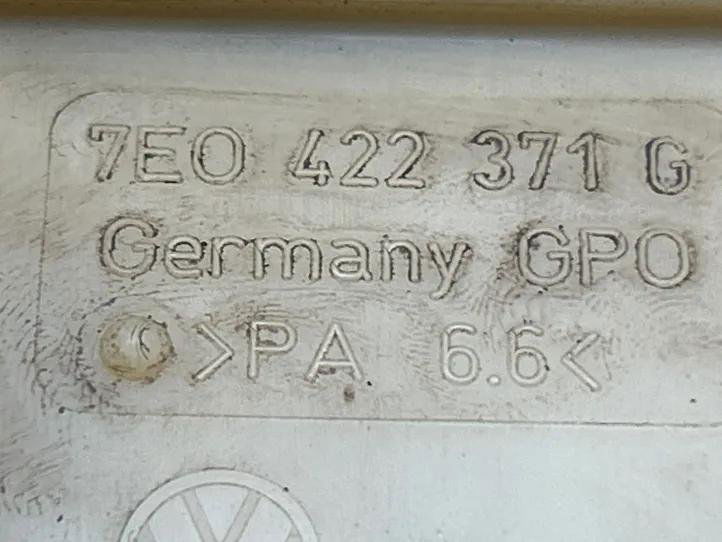 7E0 422 371 G
Germany GPO
>PA 6.6<